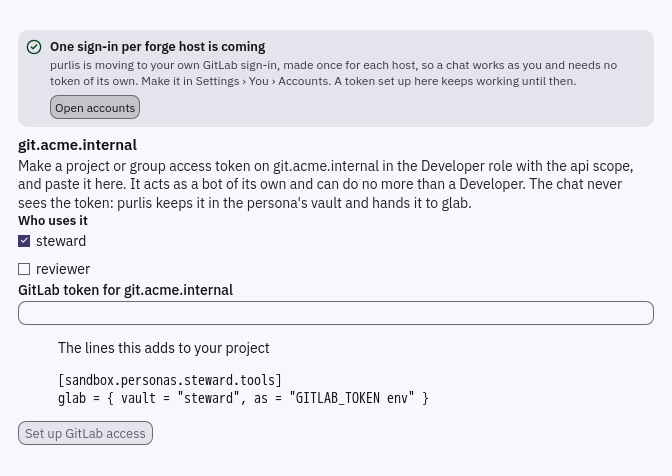 One sign-in per forge host is coming
purlis is moving to your own GitLab sign-in, made once for each host, so a chat works as you and needs no
token of its own. Make it in Settings › You › Accounts. A token set up here keeps working until then.
Open accounts
git.acme.internal
Make a project or group access token on git.acme.internal in the Developer role with the api scope,
and paste it here. It acts as a bot of its own and can do no more than a Developer. The chat never
sees the token: purlis keeps it in the persona's vault and hands it to glab.
Who uses it
steward
reviewer
GitLab token for git.acme.internal
The lines this adds to your project
[sandbox.personas.steward.tools]
glab = { vault = "steward", as = "GITLAB_TOKEN env" }
Set up GitLab access